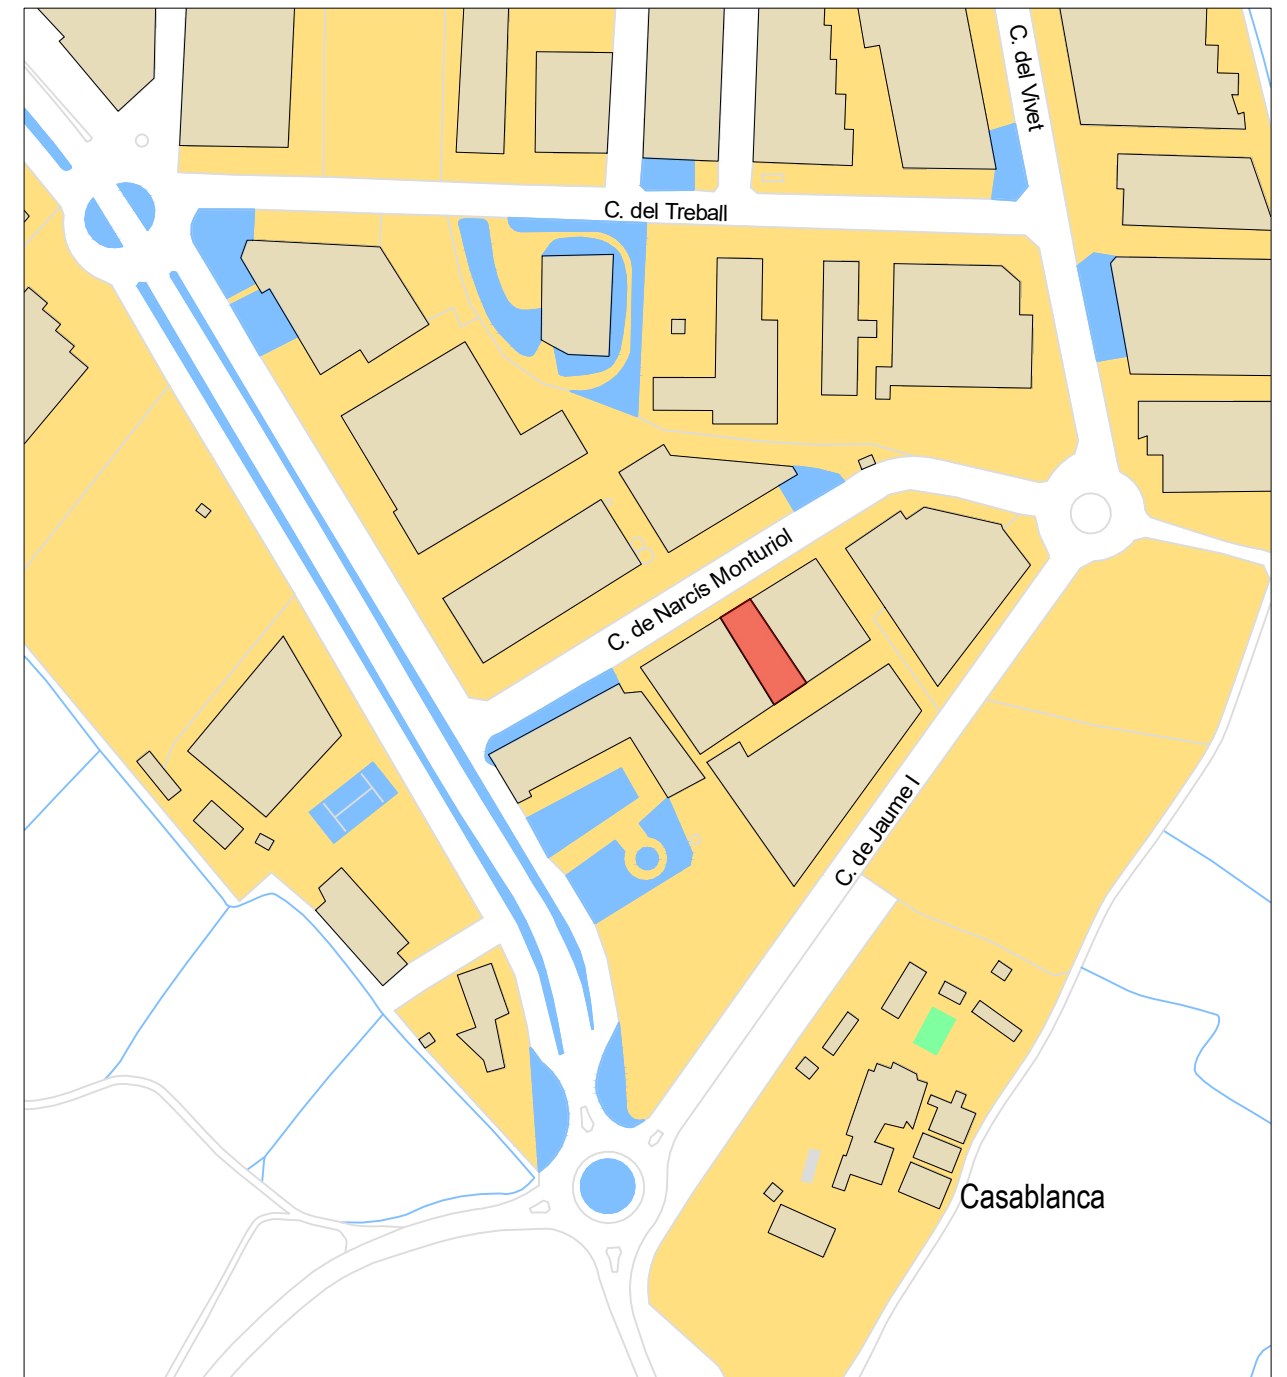 C. del Vivet
C. del Treball
C. de Narcís Monturiol
C. de Jaume I
Casablanca